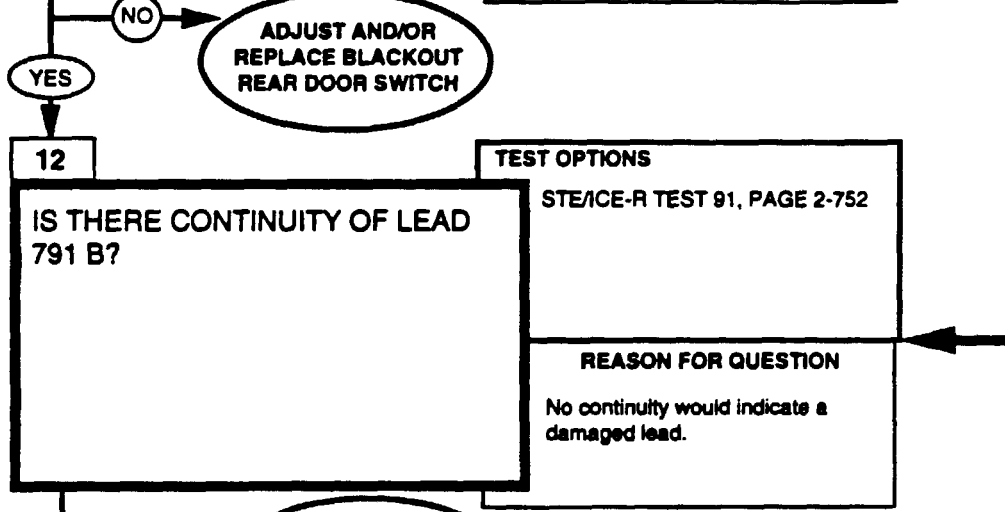 NO
ADJUST AND/OR
REPLACE BLACKOUT
REAR DOOR SWITCH
YES
12
IS THERE CONTINUITY OF LEAD
791 B?
TEST OPTIONS
STE/ICE-R TEST 91, PAGE 2-752
REASON FOR QUESTION
No continuity would indicate a
damaged lead.